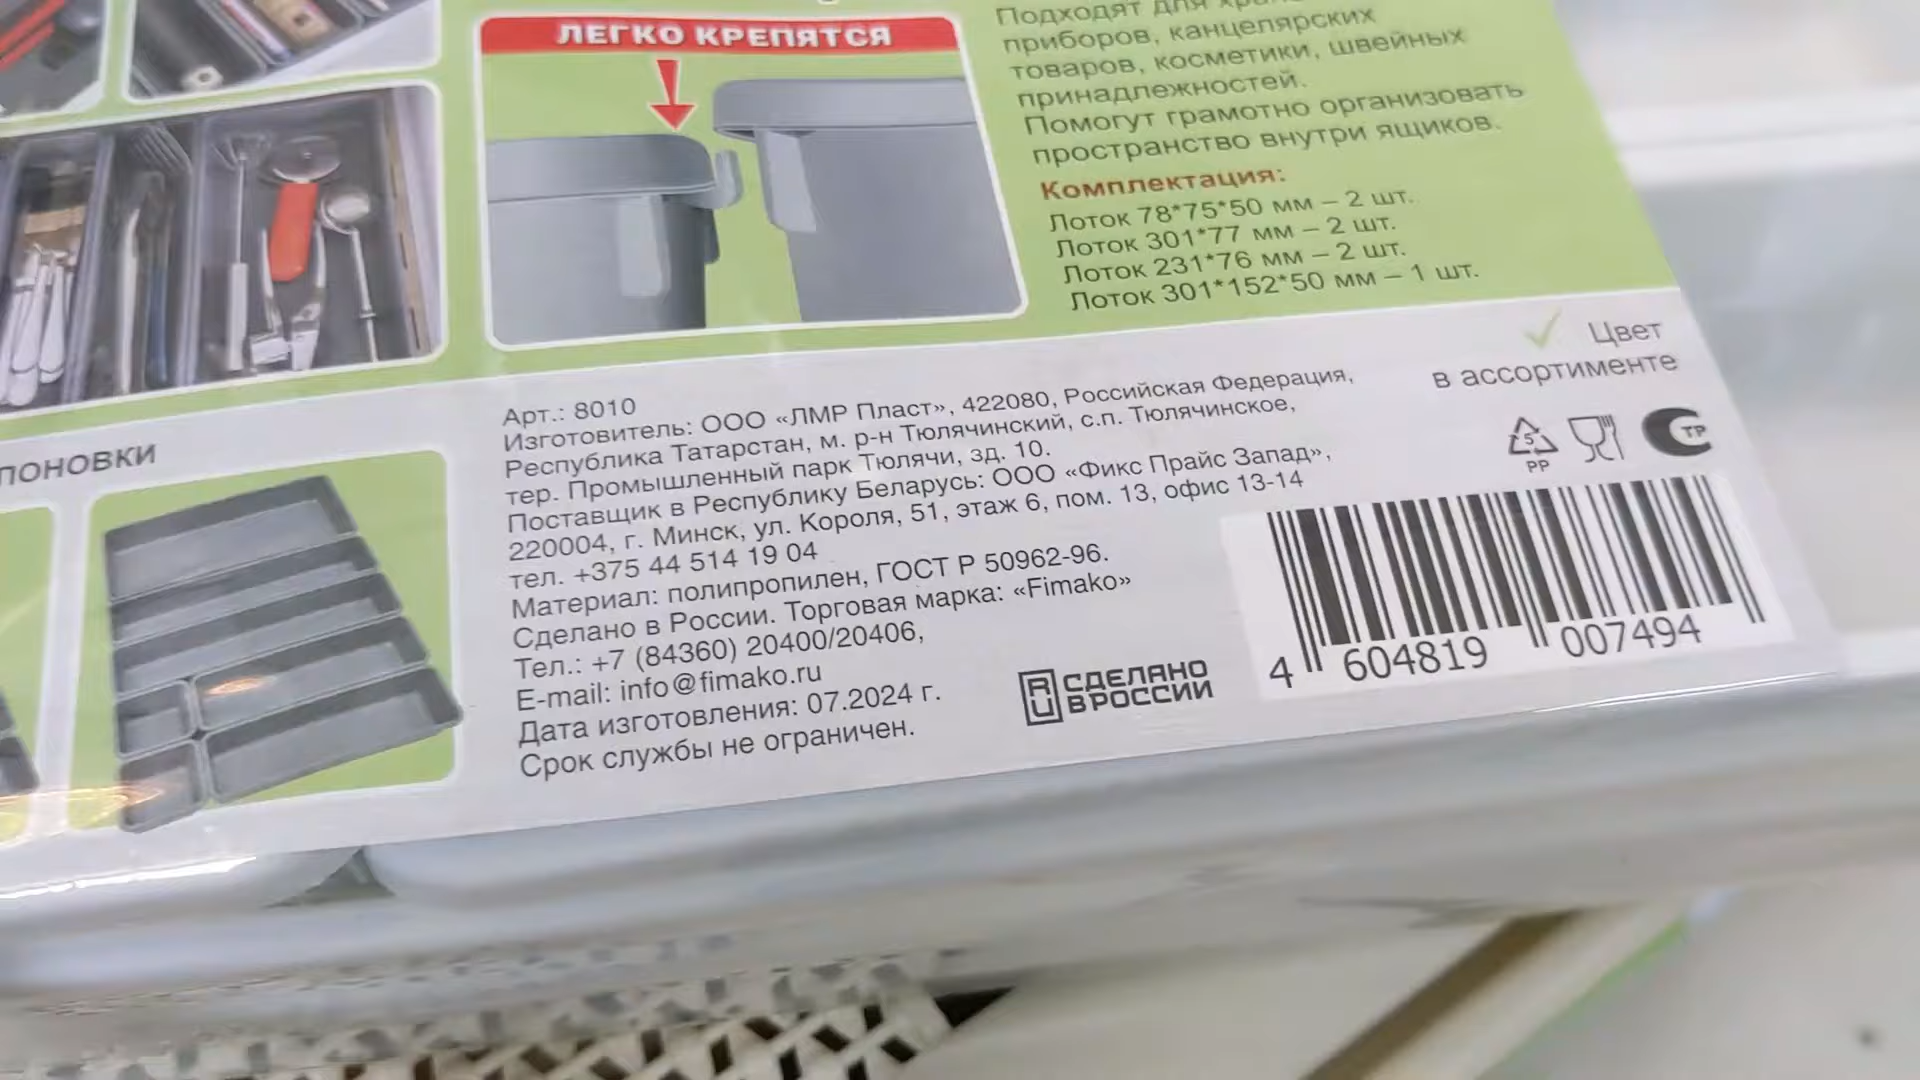 ЛЕГКО КРЕПЯТСЯ
Подходят для
приборов, канцелярских
товаров, косметики, швейных
принадлежностей.
Помогут грамотно организовать
пространство внутри ящиков.
Комплектация:
Лоток 78*75*50 мм – 2 шт.
Лоток 301*77 мм – 2 шт.
Лоток 231*76 мм – 2 шт.
Лоток 301*152*50 мм – 1 шт.
Цвет
в ассортименте
Арт.: 8010
Изготовитель: ООО «ЛМР Пласт», 422080, Российская Федерация,
Республика Татарстан, м. р-н Тюлячинский, с.п. Тюлячинское,
тер. Промышленный парк Тюлячи, зд. 10.
Поставщик в Республику Беларусь: ООО «Фикс Прайс Запад»,
220004, г. Минск, ул. Короля, 51, этаж 6, пом. 13, офис 13-14
тел. +375 44 514 19 04
Материал: полипропилен, ГОСТ Р 50962-96.
Сделано в России. Торговая марка: «Fimako»
Тел.: +7 (84360) 20400/20406,
E-mail: info@fimako.ru
Дата изготовления: 07.2024 г.
Срок службы не ограничен.
RU СДЕЛАНО
В РОССИИ
5
PP
ТР
4 604819 007494